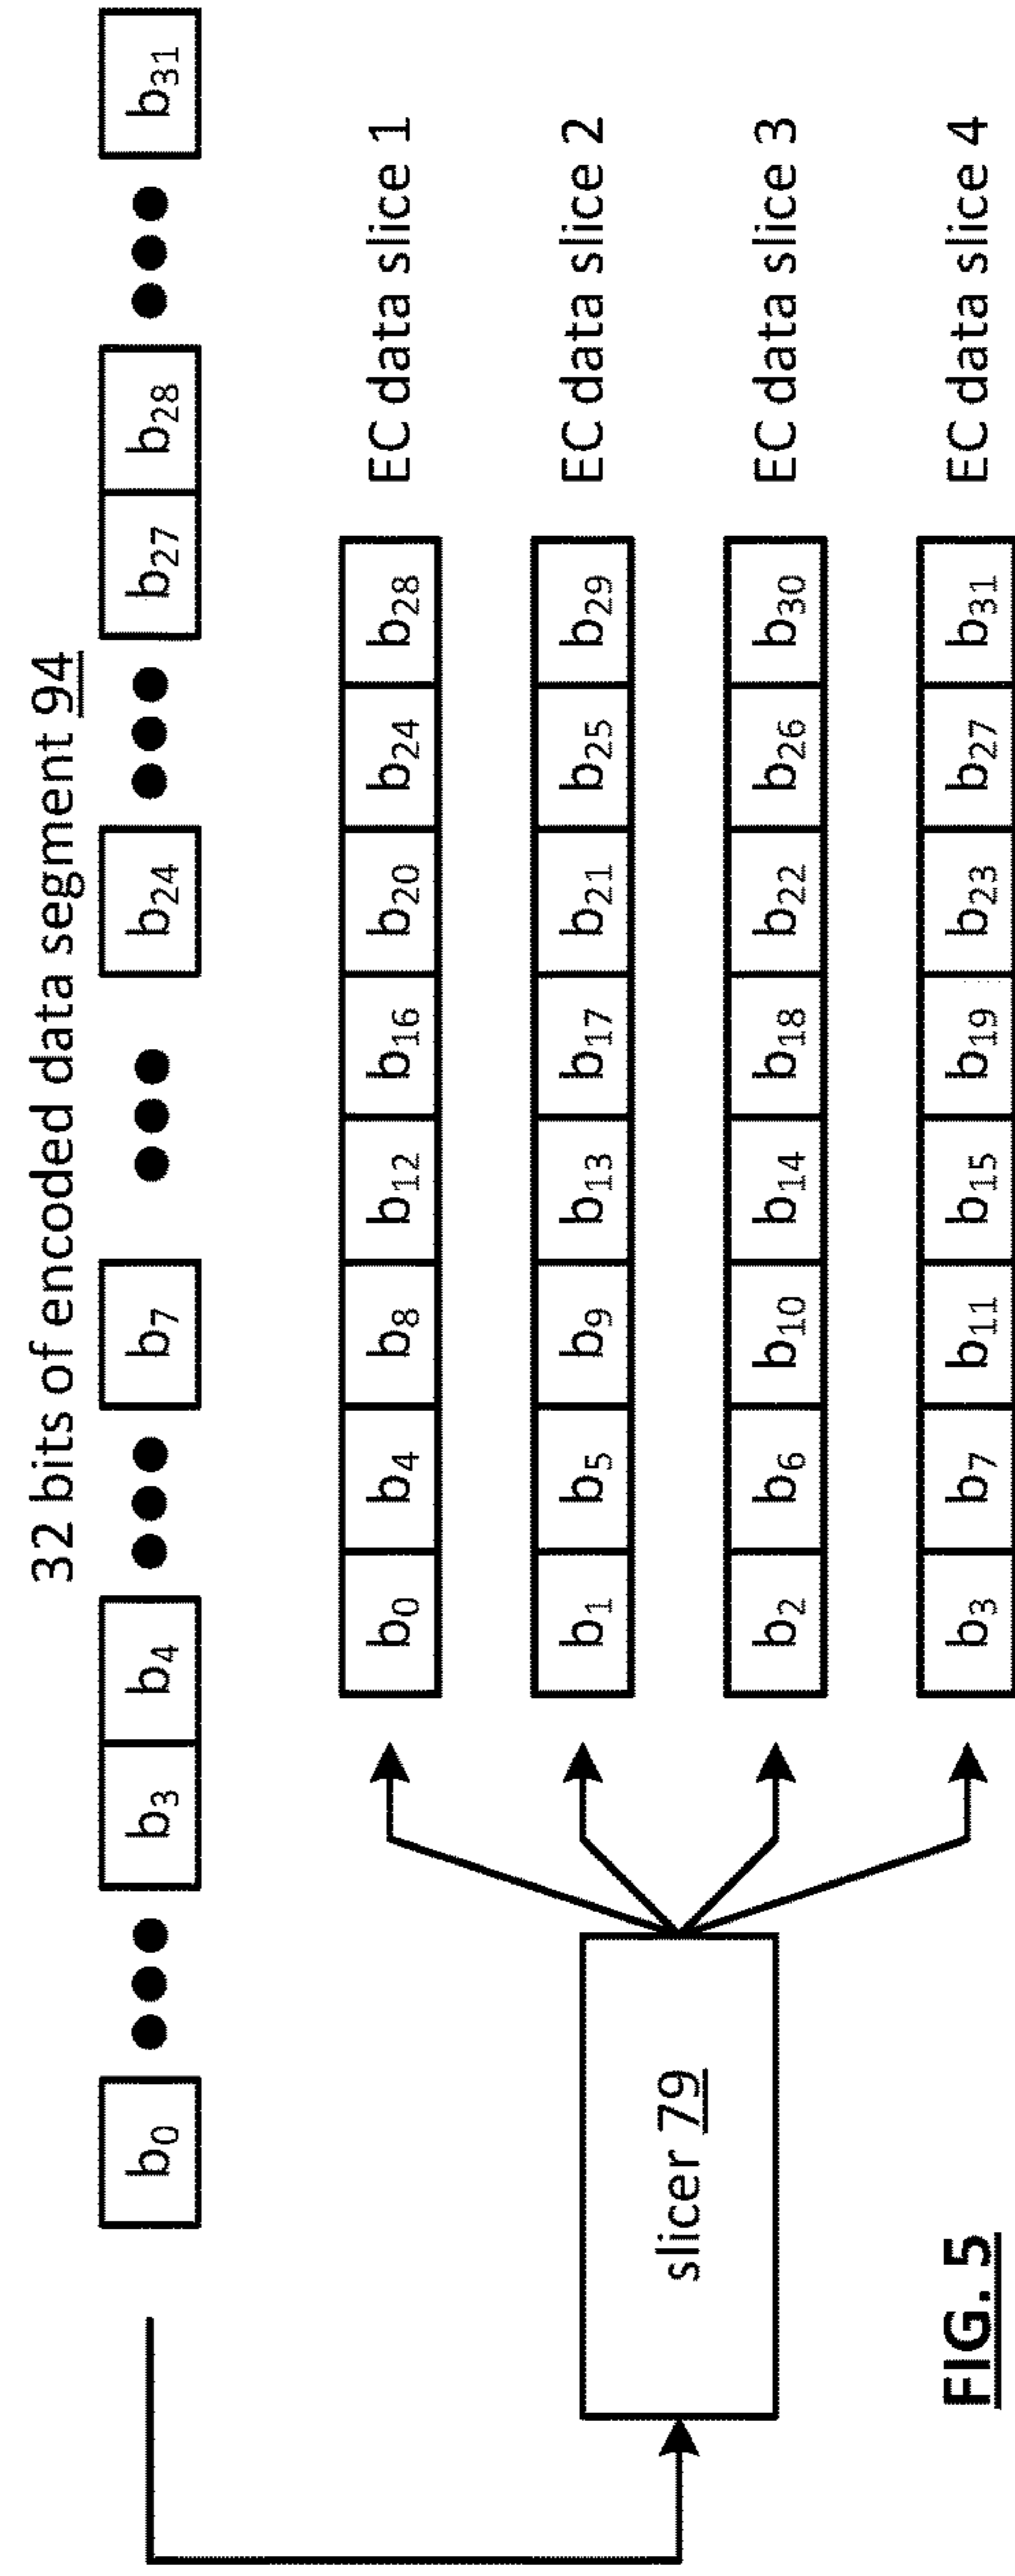 32 bits of encoded data segment 94
b0 b3 b4 b7 b24 b27 b28 b31
b0 b4 b8 b12 b16 b20 b24 b28 EC data slice 1
b1 b5 b9 b13 b17 b21 b25 b29 EC data slice 2
b2 b6 b10 b14 b18 b22 b26 b30 EC data slice 3
b3 b7 b11 b15 b19 b23 b27 b31 EC data slice 4
slicer 79
FIG. 5